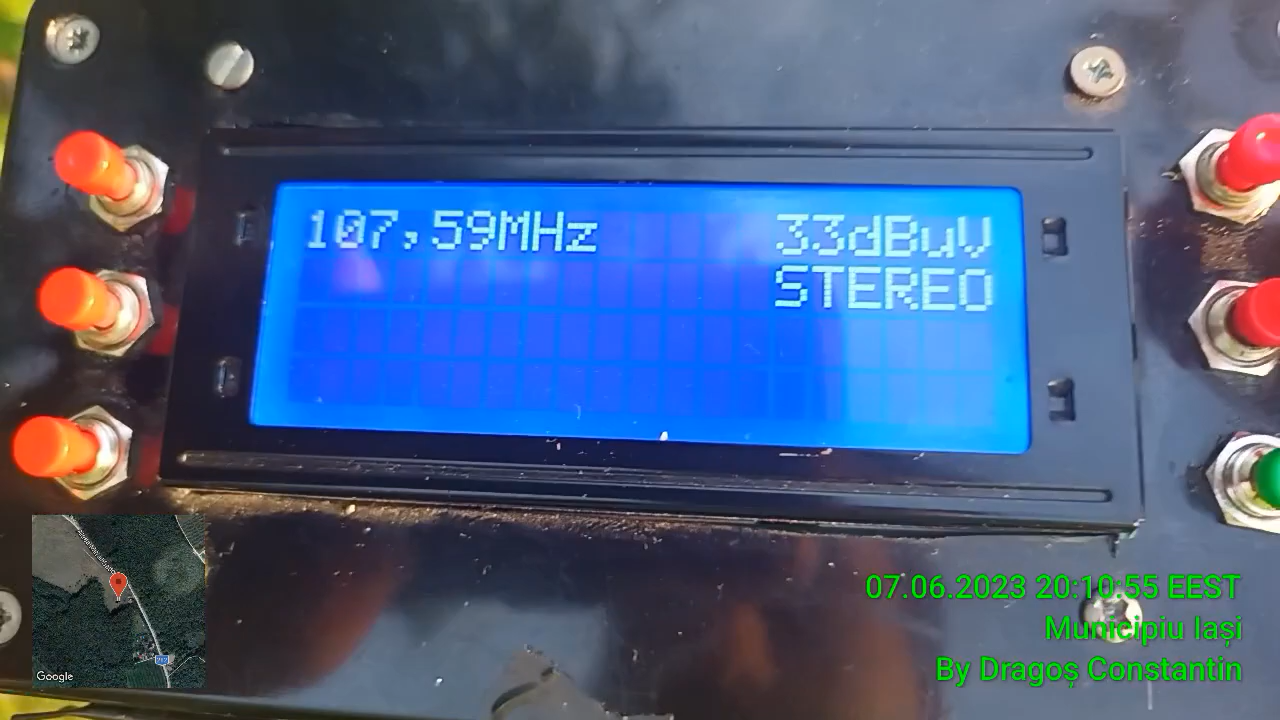 107,59MHz 33dBuV
STEREO
07.06.2023 20:10:55 EEST
Municipiu Iași
By Dragoș Constantin
Google